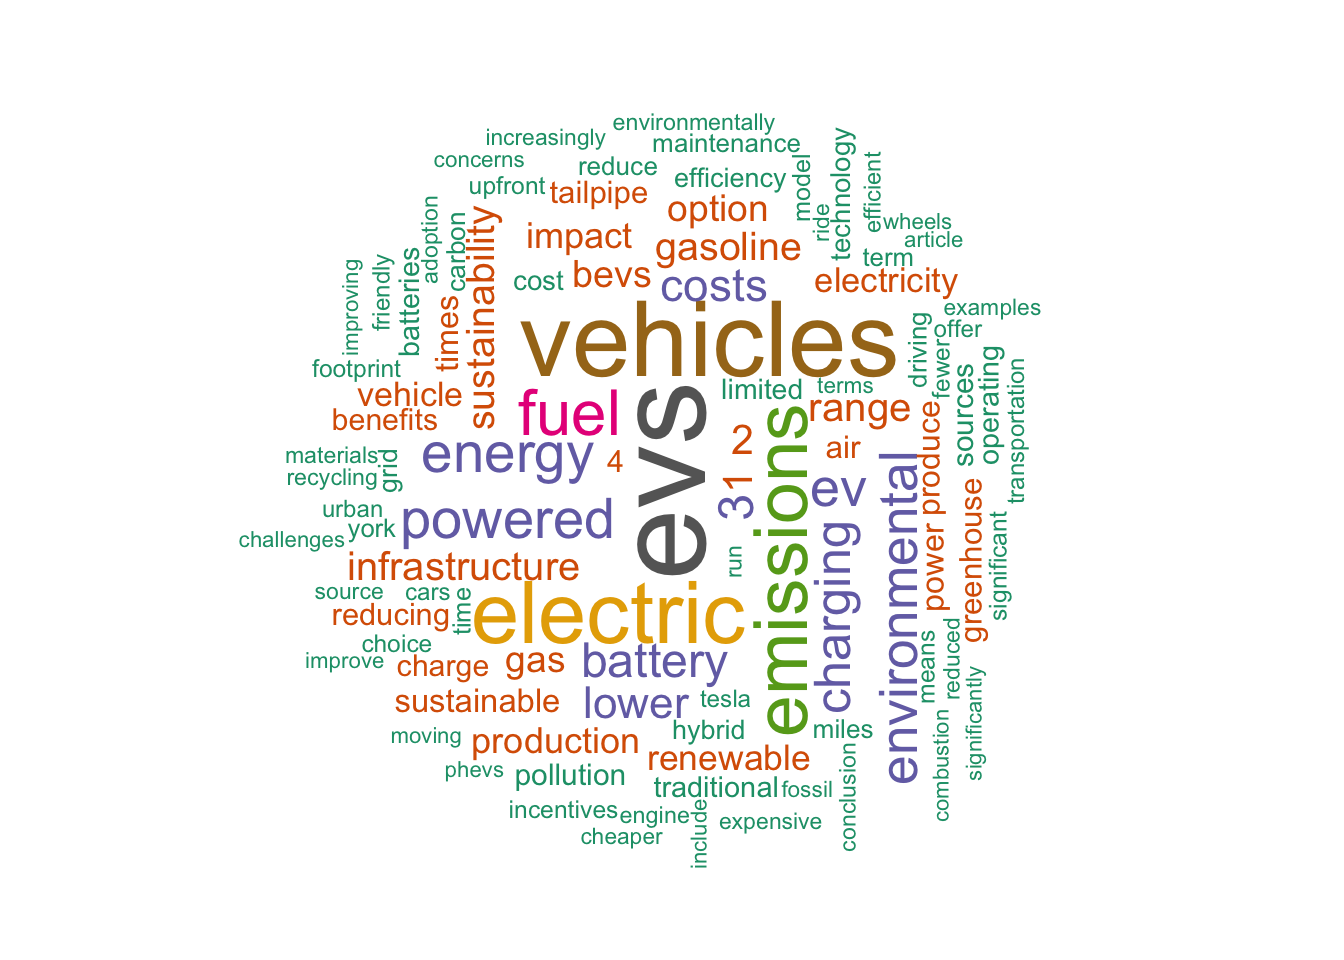 environmentally
increasingly
maintenance
concerns
reduce
efficiency
upfront
tailpipe
model
technology
efficient
option
ride
wheels
article
adoption
carbon
sustainability
impact
gasoline
term
improving
friendly
batteries
cost
bevs
costs
electricity
times
vehicles
examples
offer
driving
fewer
footprint
vehicle
benefits
fuel
evs
limited
terms
range
sources
operating
transportation
materials
recycling
grid
energy
4
2
1
3
emissions
air
ev
environmental
produce
power
greenhouse
significant
urban
york
challenges
powered
run
charging
infrastructure
source
cars
time
reducing
electric
choice
improve
charge
gas
battery
means
reduced
significantly
sustainable
lower
tesla
hybrid
miles
moving
production
renewable
combustion
conclusion
phevs
pollution
traditional
fossil
incentives
engine
include
expensive
cheaper